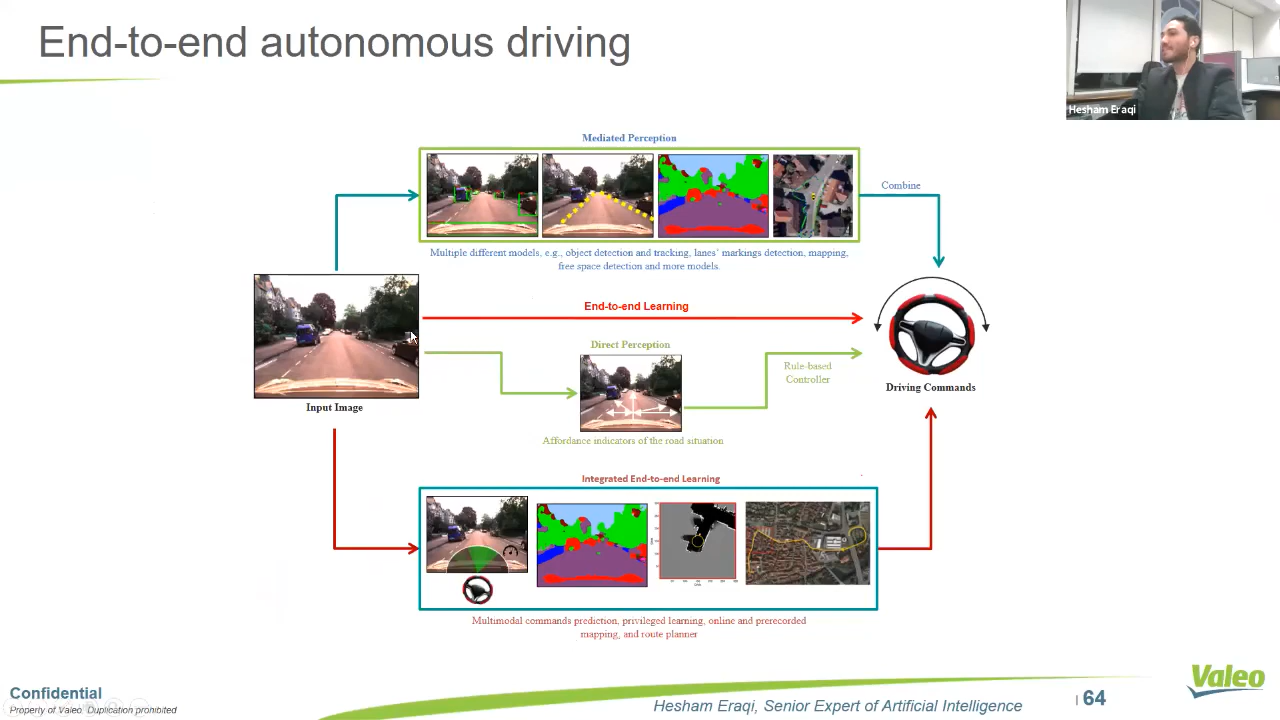 End-to-end autonomous driving
Hesham Eraqi
Mediated Perception
Combine
Multiple different models, e.g., object detection and tracking, lanes' markings detection, mapping,
free space detection and more models.
End-to-end Learning
Direct Perception
Rule-based
Controller
Driving Commands
Input Image
Affordance indicators of the road situation
Integrated End-to-end Learning
Multimodal commands prediction, privileged learning, online and prerecorded
mapping, and route planner
Confidential
Property of Valeo. Duplication prohibited
Hesham Eraqi, Senior Expert of Artificial Intelligence
| 64
Valeo